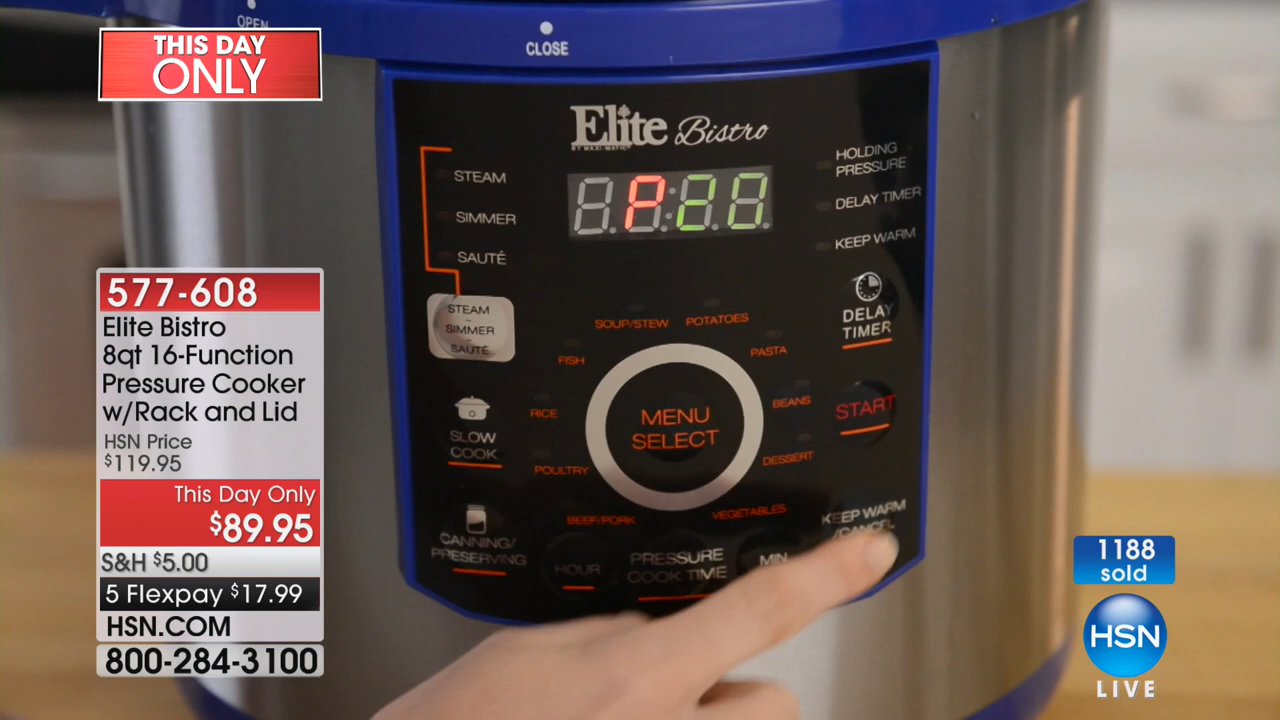 OPEN
CLOSE
THIS DAY
ONLY
Elite Bistro
BY MAXI-MATIC
P20
STEAM
SIMMER
SAUTÉ
HOLDING
PRESSURE
DELAY TIMER
KEEP WARM
STEAM
-
SIMMER
-
SAUTÉ
DELAY
TIMER
SOUP/STEW
POTATOES
FISH
PASTA
RICE
BEANS
POULTRY
DESSERT
BEEF/PORK
VEGETABLES
MENU
SELECT
START
SLOW
COOK
KEEP WARM
/CANCEL
CANNING/
PRESERVING
HOUR
PRESSURE
COOK TIME
MIN
577-608
Elite Bistro
8qt 16-Function
Pressure Cooker
w/Rack and Lid
HSN Price
$119.95
This Day Only
$89.95
S&H $5.00
5 Flexpay $17.99
HSN.COM
800-284-3100
1188
sold
HSN
LIVE